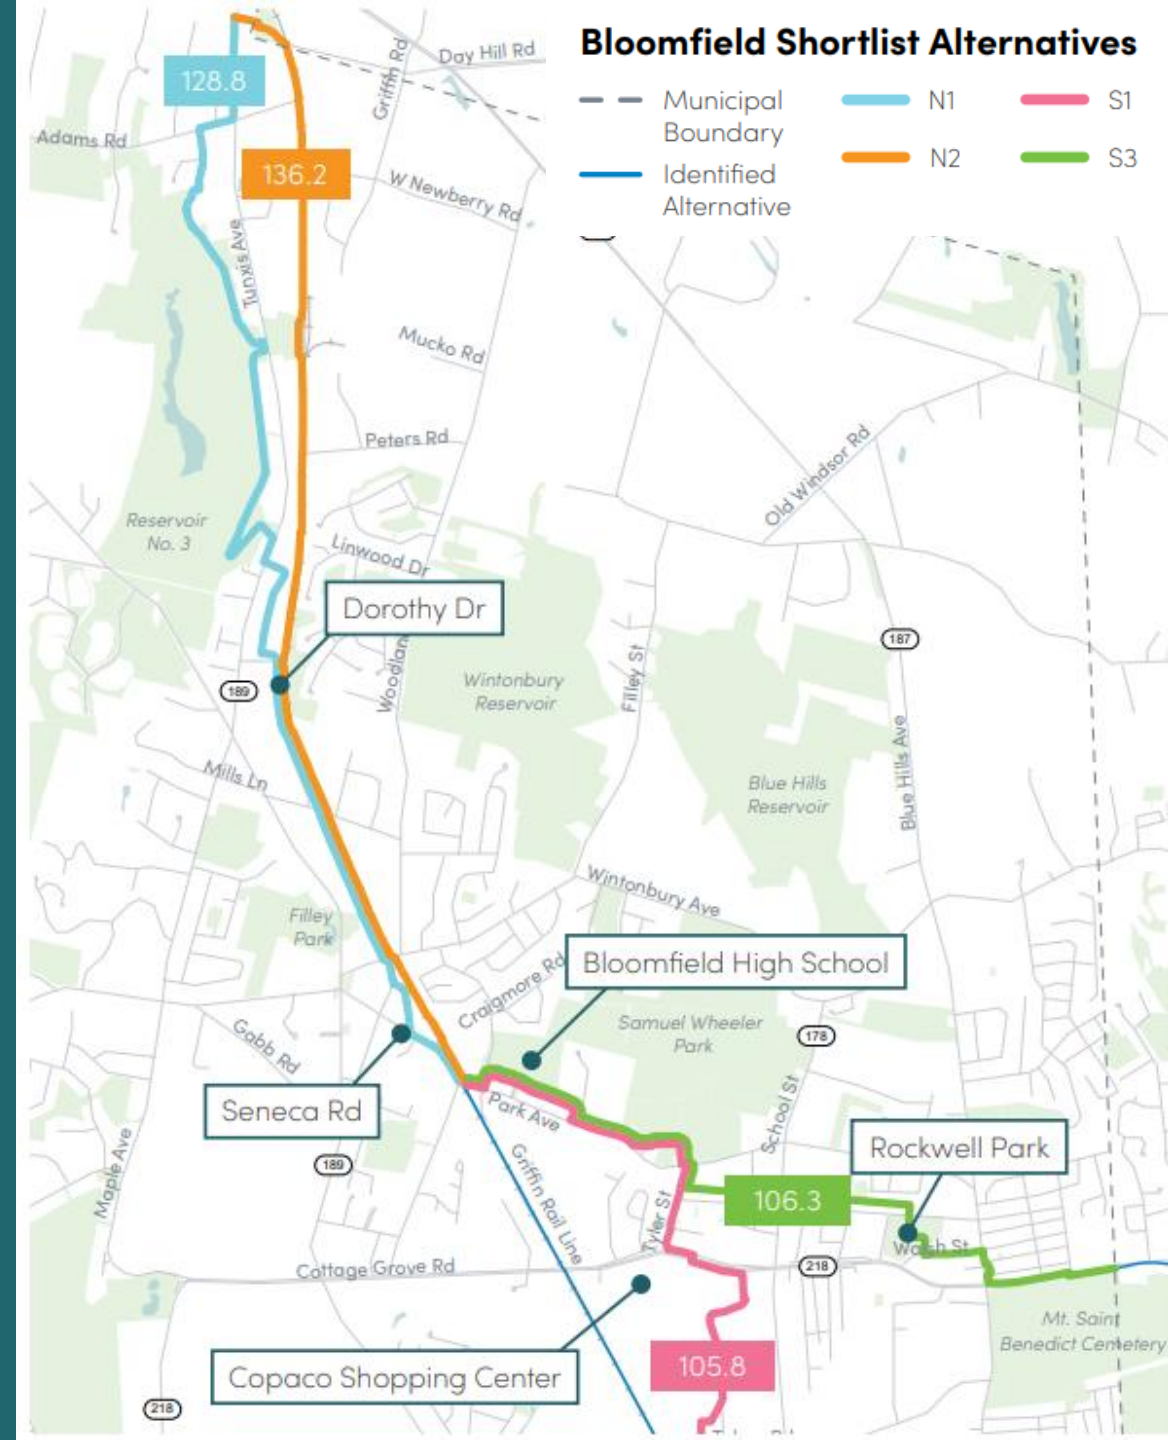 Bloomfield Shortlist Alternatives
Municipal
Boundary
Identified
Alternative
N1
N2
S1
S3
128.8
136.2
Day Hill Rd
Griffin Rd
Adams Rd
W Newberry Rd
Tunxis Ave
Mucko Rd
Peters Rd
Old Windsor Rd
Reservoir
No. 3
Linwood Dr
Dorothy Dr
187
189
Wintonbury
Reservoir
Filley St
Blue Hills
Reservoir
Blue Hills Ave
Mills Ln
Wintonbury Ave
Filley
Park
Bloomfield High School
Craigmore Rd
Samuel Wheeler
Park
178
Gabb Rd
Seneca Rd
Park Ave
School St
Rockwell Park
189
Maple Ave
Griffin Rail Line
Tyler St
106.3
Walsh St
Cottage Grove Rd
218
Mt. Saint
Benedict Cemetery
Copaco Shopping Center
105.8
218